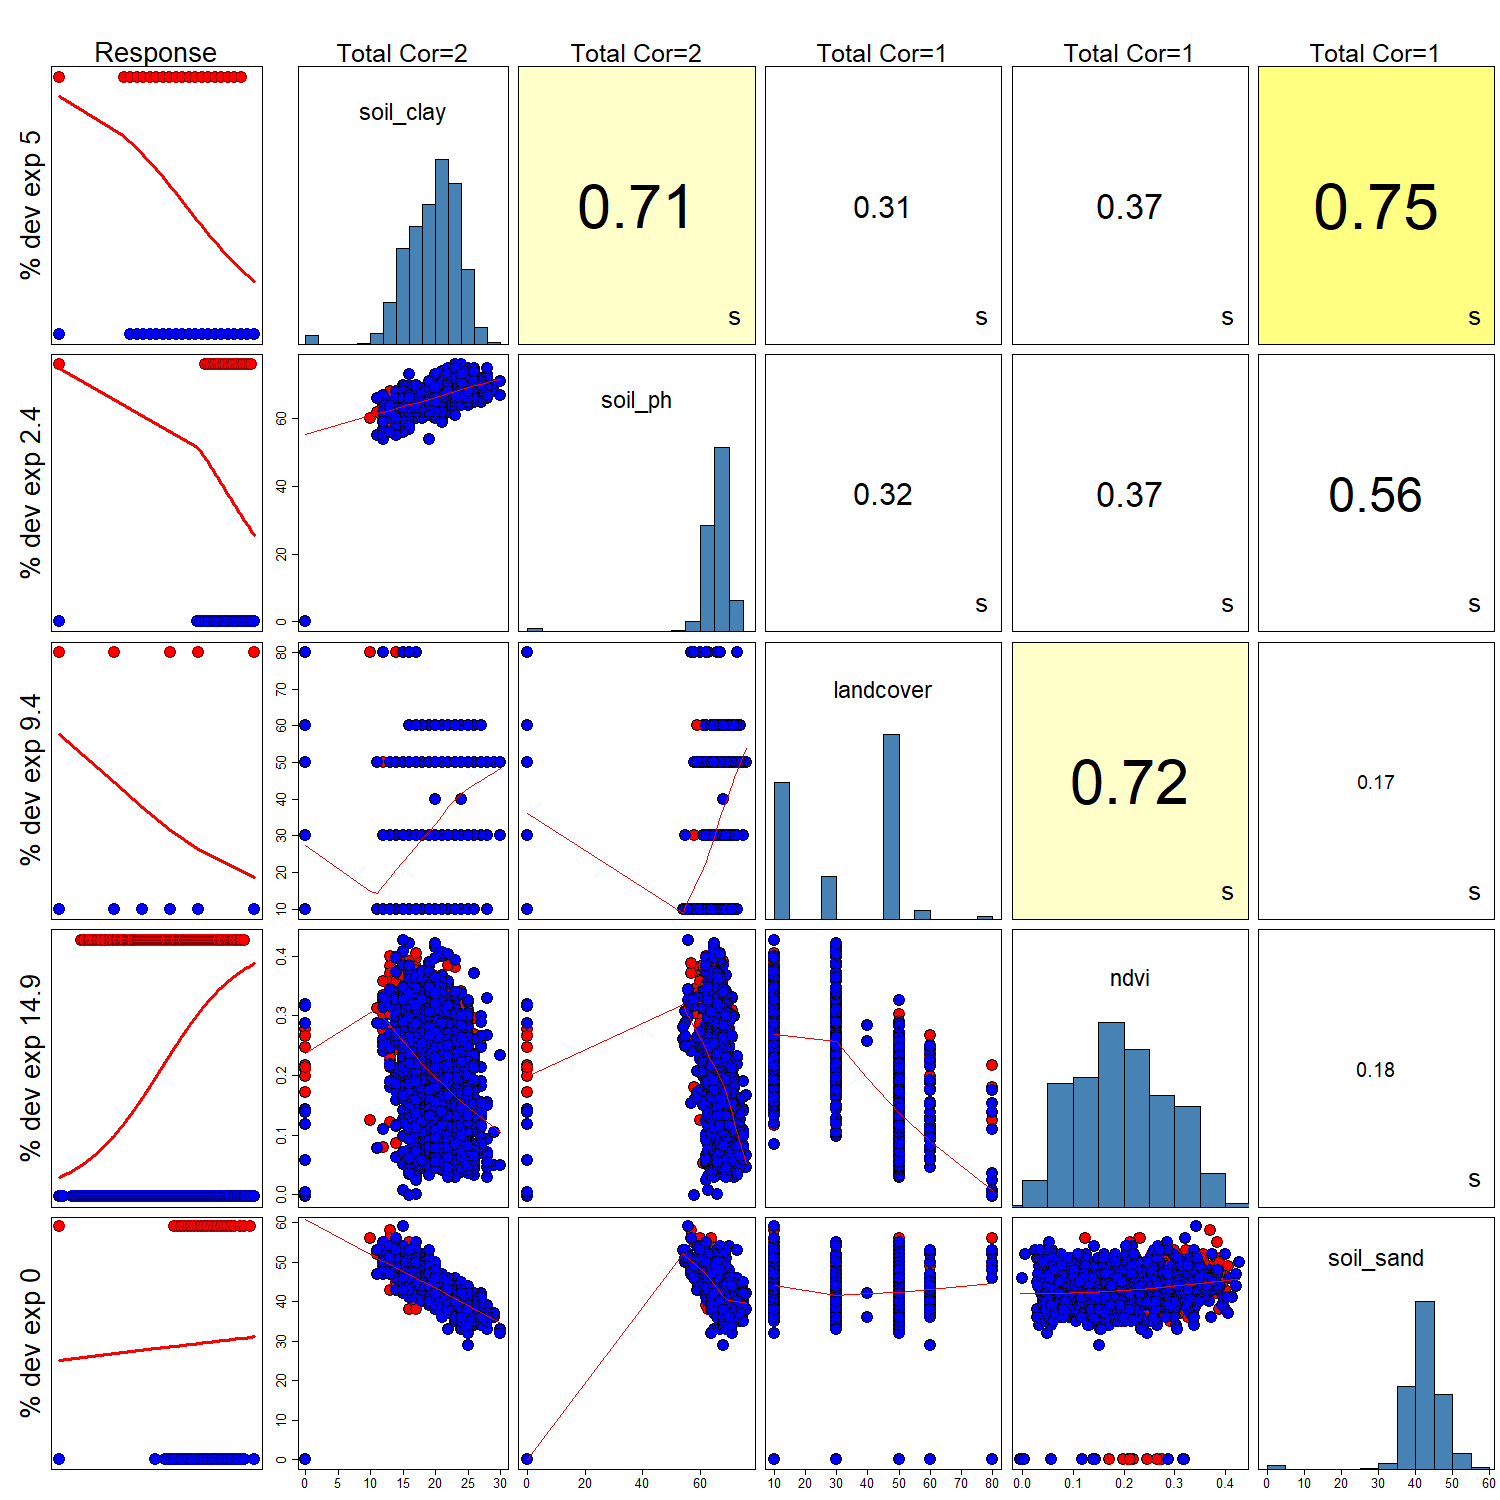 Response Total Cor=2 Total Cor=2 Total Cor=1 Total Cor=1 Total Cor=1
% dev exp 5
soil_clay
0.71 0.31 0.37 0.75
s s s s
% dev exp 2.4
60
40
20
0
soil_ph
0.32 0.37 0.56
s s s
% dev exp 9.4
80
70
60
50
40
30
20
10
landcover
0.72 0.17
s s
% dev exp 14.9
0.4
0.3
0.2
0.1
0.0
ndvi
0.18
s
% dev exp 0
60
50
40
30
20
10
0
soil_sand
0 5 10 15 20 25 30
0 20 40 60
10 20 30 40 50 60 70 80
0.0 0.1 0.2 0.3 0.4
0 10 20 30 40 50 60